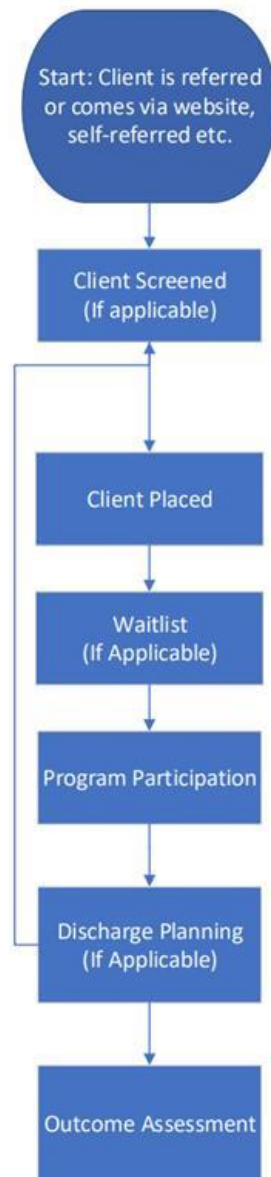 Start: Client is referred
or comes via website,
self-referred etc.
Client Screened
(If applicable)
Client Placed
Waitlist
(If Applicable)
Program Participation
Discharge Planning
(If Applicable)
Outcome Assessment